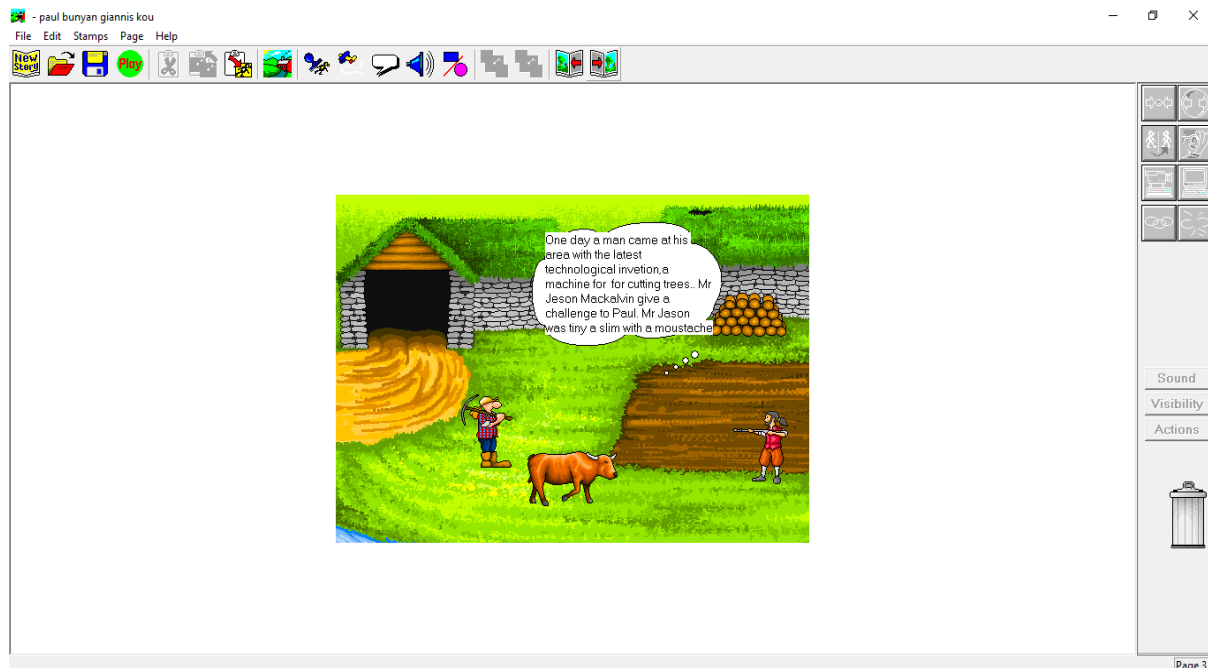 - paul bunyan giannis kou
File Edit Stamps Page Help
New Story
Play
One day a man came at his
area with the latest
technological invetion,a
machine for for cutting trees.. Mr
Jeson Mackalvin give a
challenge to Paul. Mr Jason
was tiny a slim with a moustache
Sound
Visibility
Actions
Page 3